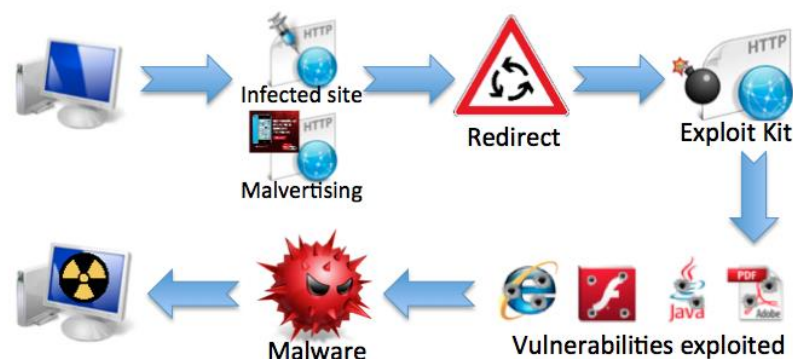 HTTP
Infected site
HTTP
Malvertising
Redirect
HTTP
Exploit Kit
Java
PDF
Adobe
Vulnerabilities exploited
Malware